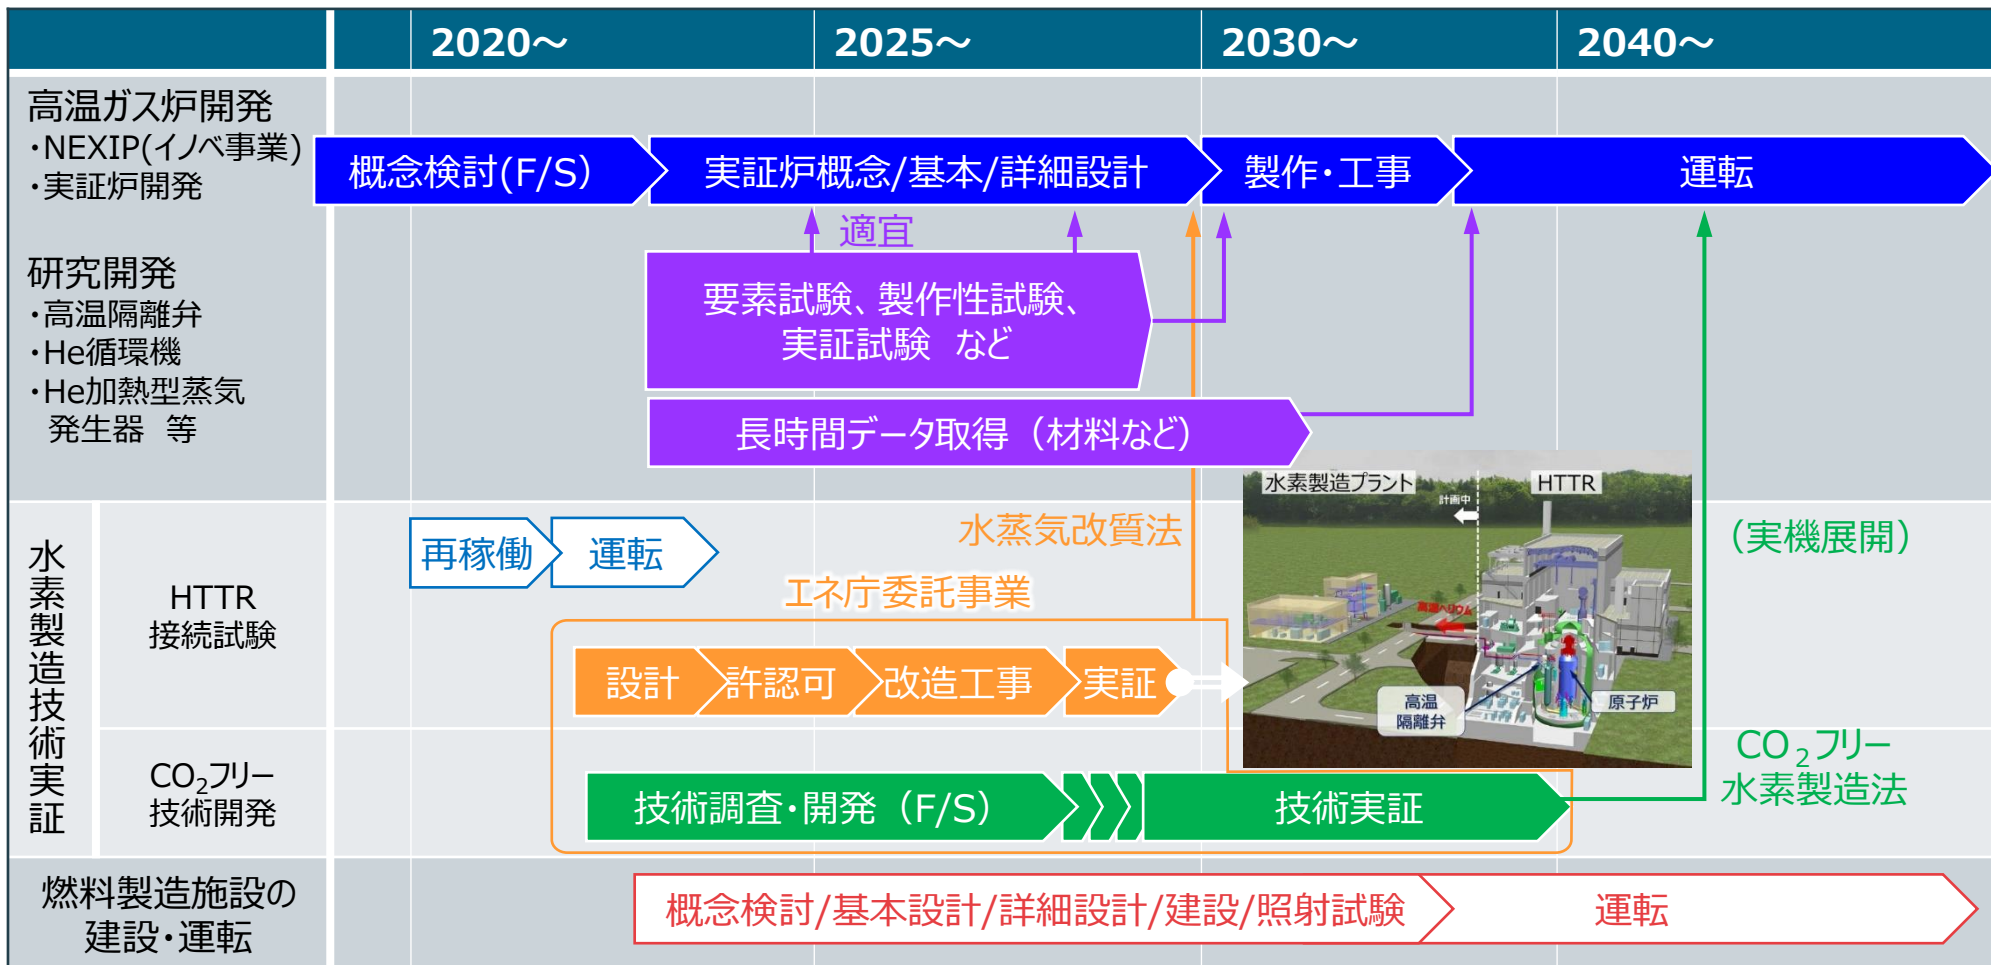 2020～
2025～
2030～
2040～
高温ガス炉開発
・NEXIP(イノベ事業)
・実証炉開発
概念検討(F/S)
実証炉概念/基本/詳細設計
製作・工事
運転
適宜
研究開発
・高温隔離弁
・He循環機
・He加熱型蒸気
発生器 等
要素試験、製作性試験、
実証試験 など
長時間データ取得（材料など）
水素製造技術実証
HTTR
接続試験
再稼働
運転
水蒸気改質法
エネ庁委託事業
設計
許認可
改造工事
実証
水素製造プラント
計画中
HTTR
高温ヘリウム
高温
隔離弁
原子炉
（実機展開）
CO₂フリー
技術開発
技術調査・開発（F/S）
技術実証
CO₂フリー
水素製造法
燃料製造施設の
建設・運転
概念検討/基本設計/詳細設計/建設/照射試験
運転